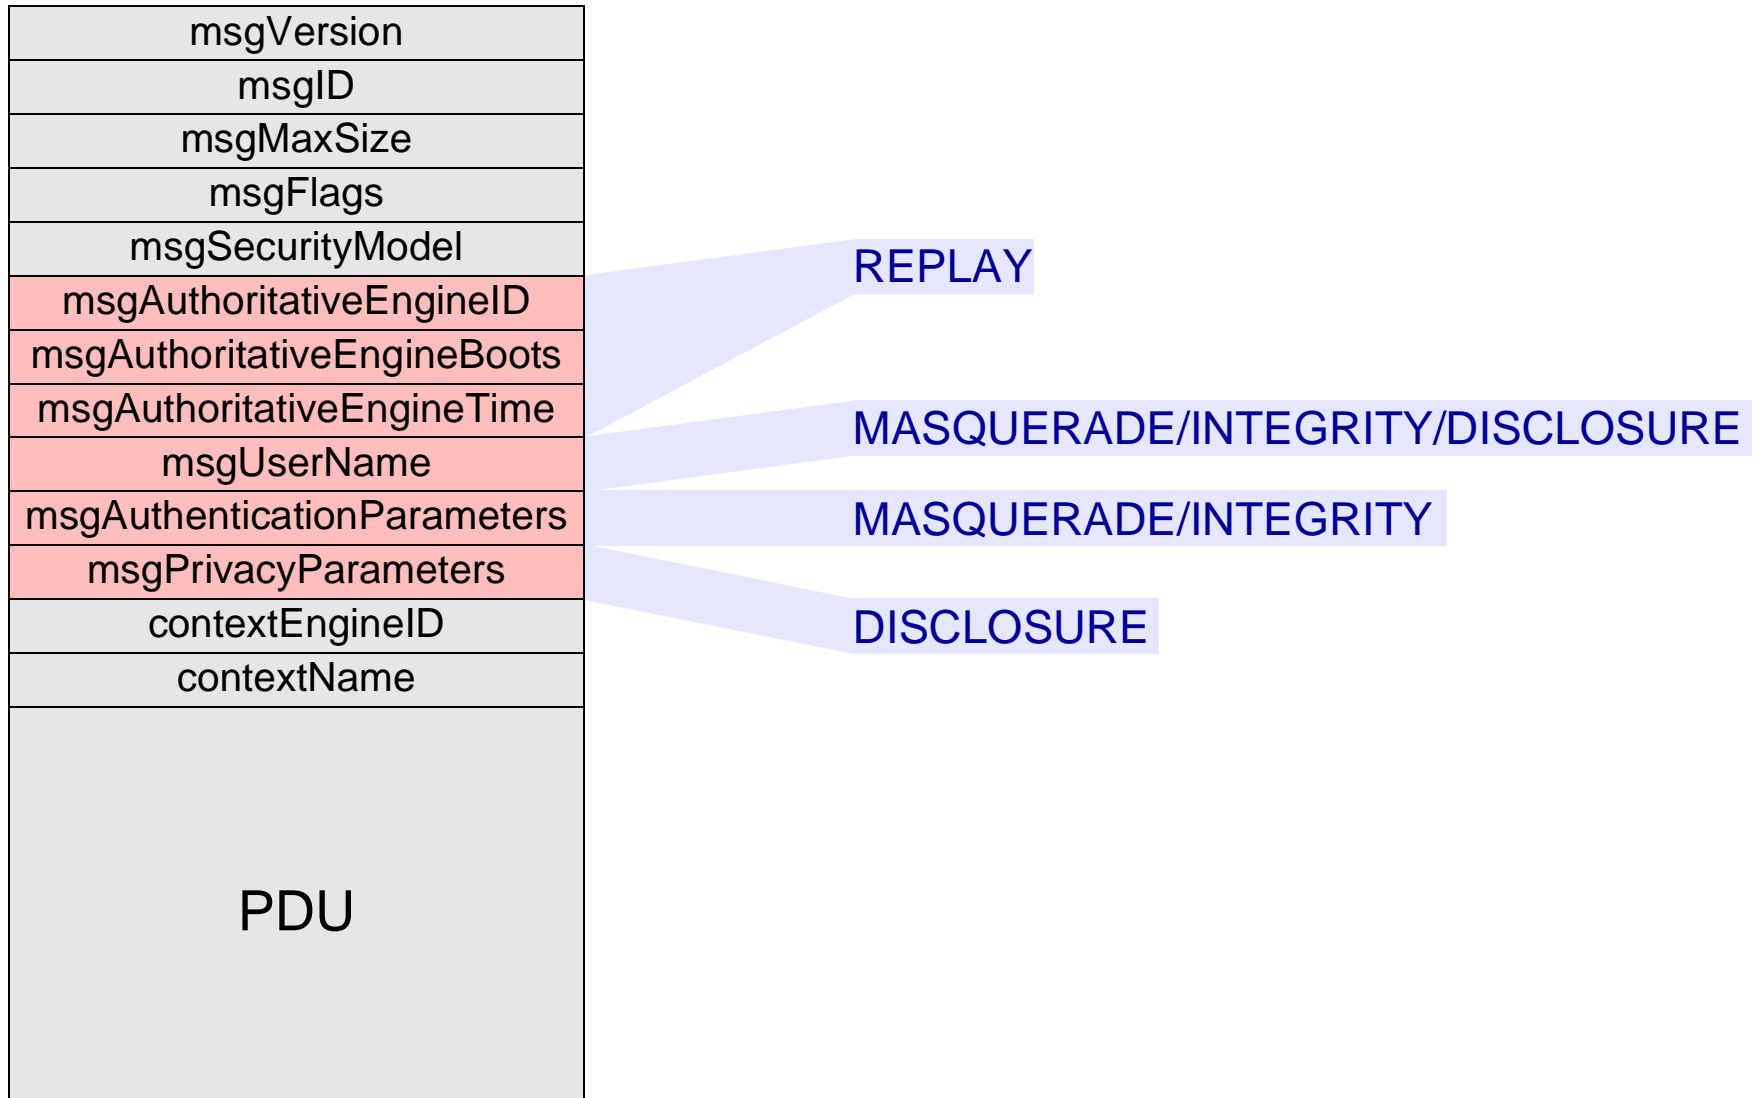 msgVersion
msgID
msgMaxSize
msgFlags
msgSecurityModel
msgAuthoritativeEngineID
msgAuthoritativeEngineBoots
msgAuthoritativeEngineTime
msgUserName
msgAuthenticationParameters
msgPrivacyParameters
contextEngineID
contextName
PDU
REPLAY
MASQUERADE/INTEGRITY/DISCLOSURE
MASQUERADE/INTEGRITY
DISCLOSURE